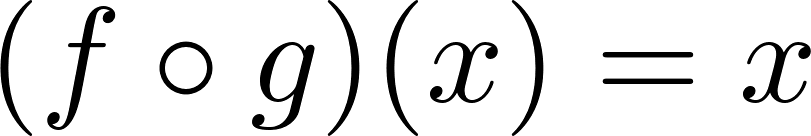 (f ∘ g)(x) = x